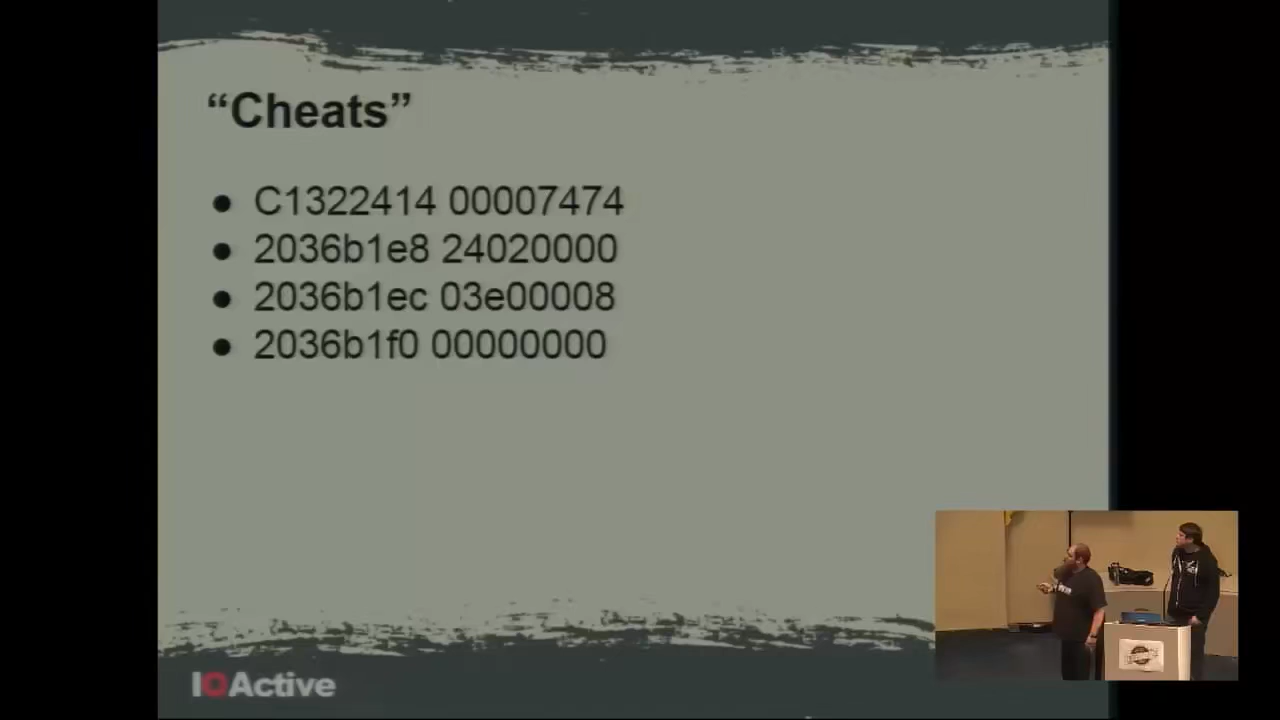 “Cheats”
● C1322414 00007474
● 2036b1e8 24020000
● 2036b1ec 03e00008
● 2036b1f0 00000000
IOActive